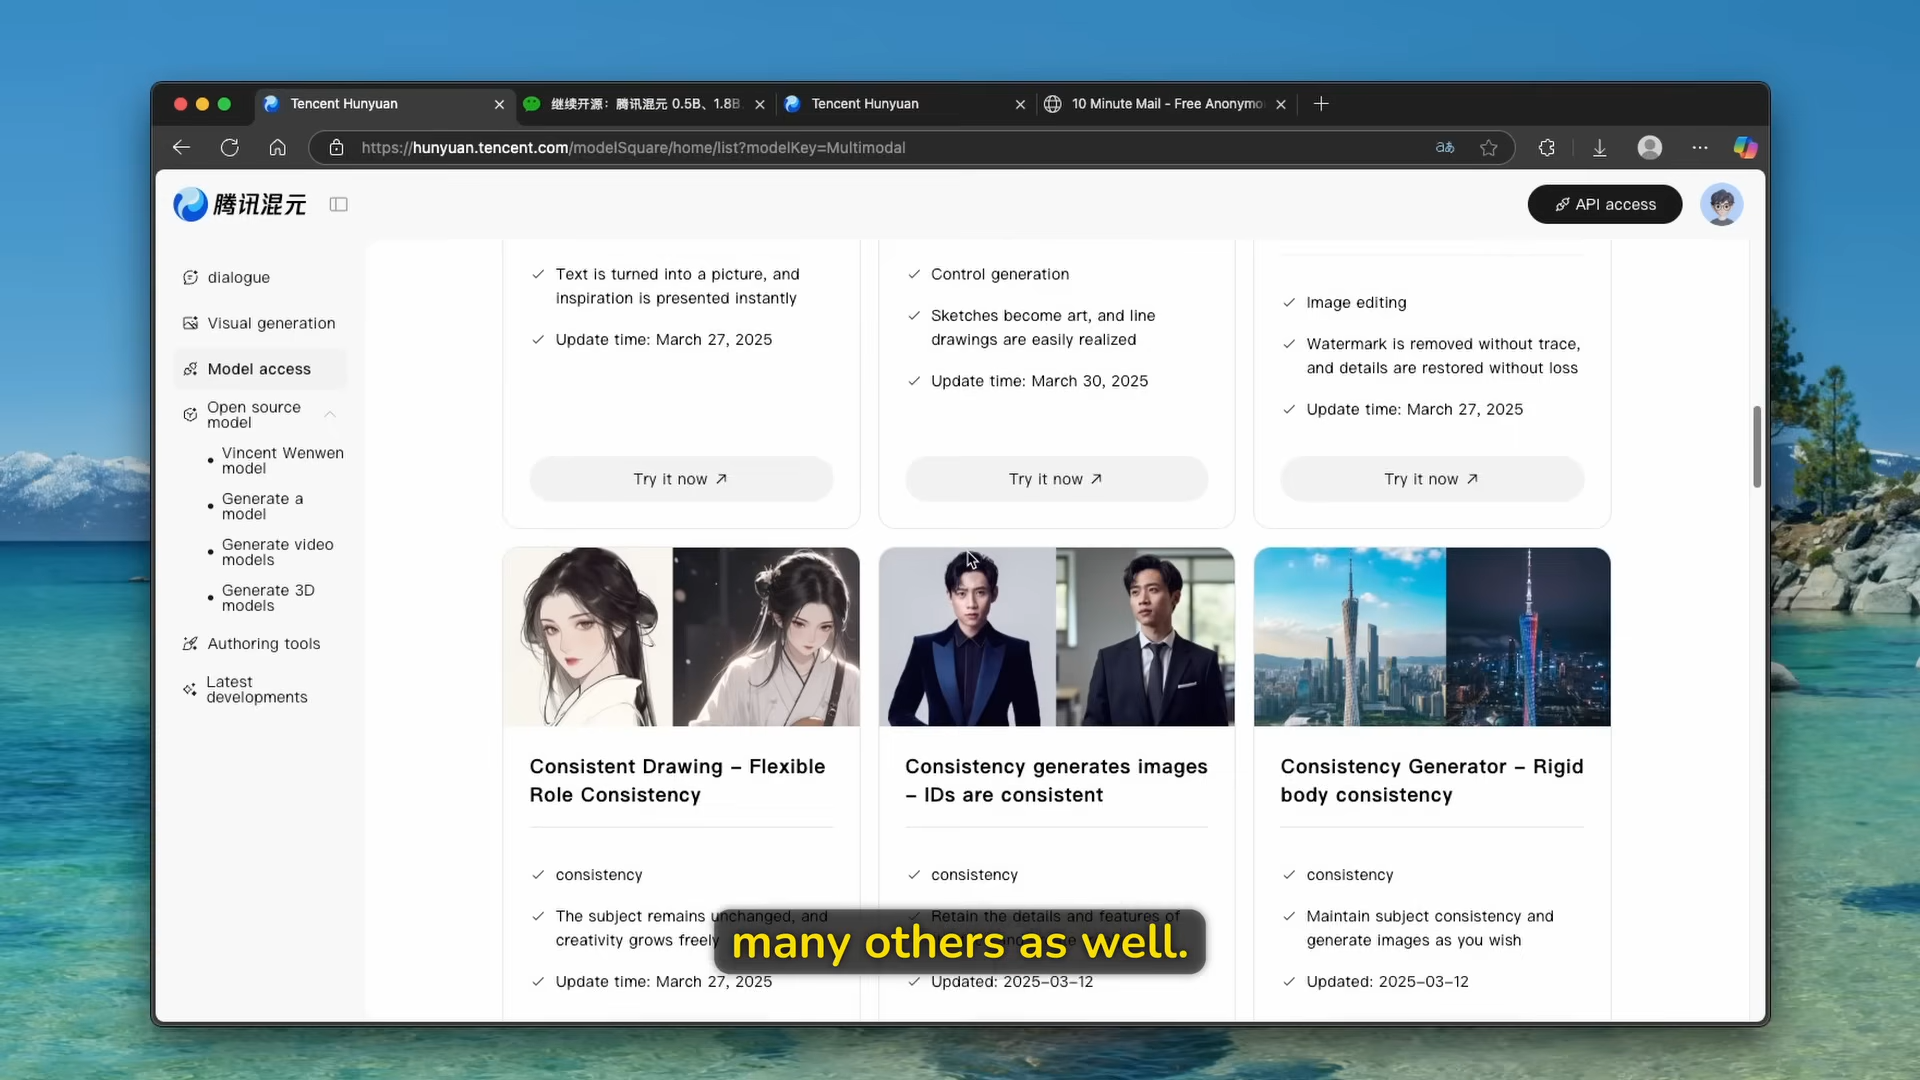 Tencent Hunyuan
继续开源：腾讯混元 0.5B、1.8B
Tencent Hunyuan
10 Minute Mail - Free Anonymo
https://hunyuan.tencent.com/modelSquare/home/list?modelKey=Multimodal
腾讯混元
API access
dialogue
Visual generation
Model access
Open source
model
Vincent Wenwen
model
Generate a
model
Generate video
models
Generate 3D
models
Authoring tools
Latest
developments
Text is turned into a picture, and
inspiration is presented instantly
Update time: March 27, 2025
Try it now
Control generation
Sketches become art, and line
drawings are easily realized
Update time: March 30, 2025
Try it now
Image editing
Watermark is removed without trace,
and details are restored without loss
Update time: March 27, 2025
Try it now
Consistent Drawing – Flexible
Role Consistency
consistency
The subject remains unchanged, and
creativity grows freely
Update time: March 27, 2025
Consistency generates images
– IDs are consistent
consistency
Retain the details and features of
Updated: 2025-03-12
Consistency Generator – Rigid
body consistency
consistency
Maintain subject consistency and
generate images as you wish
Updated: 2025-03-12
many others as well.